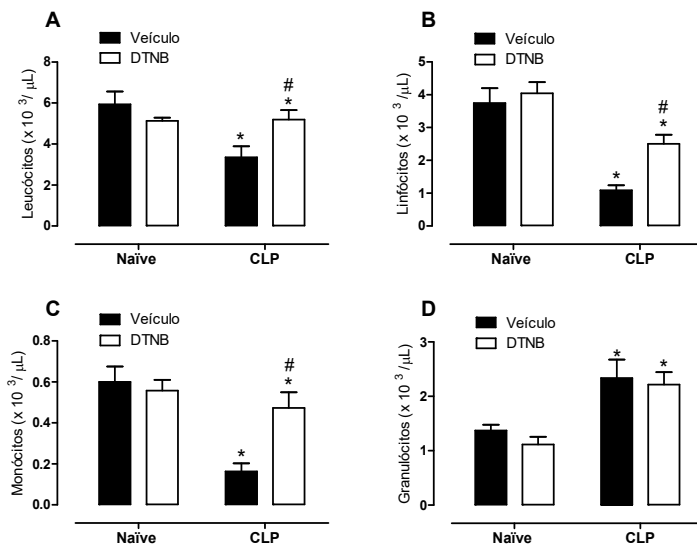 A
Veículo
DTNB
Leucócitos (x 10 3/ μL)
8
6
4
2
0
*
#
*
Naïve
CLP
B
Veículo
DTNB
Linfócitos (x 10 3 /μL)
5
4
3
2
1
0
*
#
*
Naïve
CLP
C
Veículo
DTNB
Monócitos (x 10 3/ μL)
0.8
0.6
0.4
0.2
0.0
*
#
*
Naïve
CLP
D
Veículo
DTNB
Granulócitos (x 10 3 /μL)
3
2
1
0
*
*
Naïve
CLP